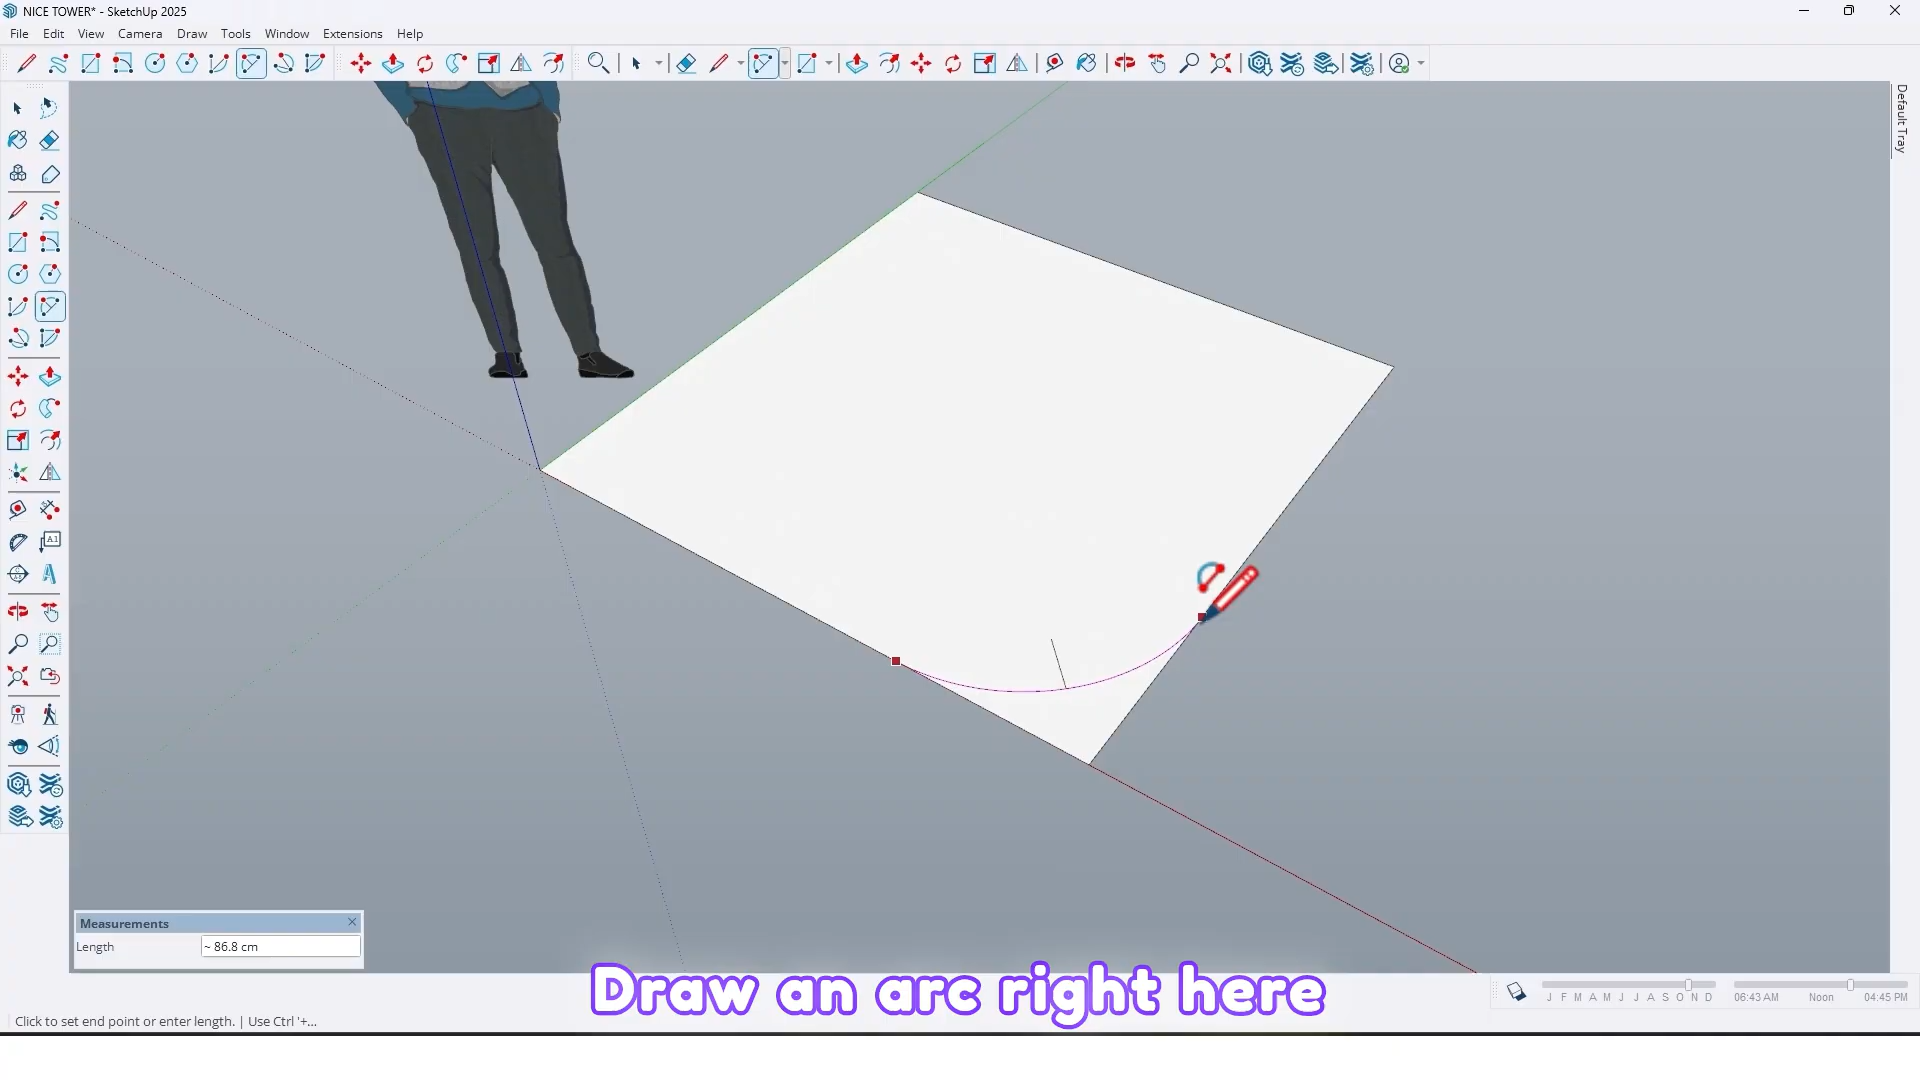 NICE TOWER* - SketchUp 2025
File Edit View Camera Draw Tools Window Extensions Help
Default Tray
A1
Measurements
Length ~ 86.8 cm
Draw an arc right here
J F M A M J J A S O N D 06:43 AM Noon 04:45 PM
Click to set end point or enter length. | Use Ctrl '+...